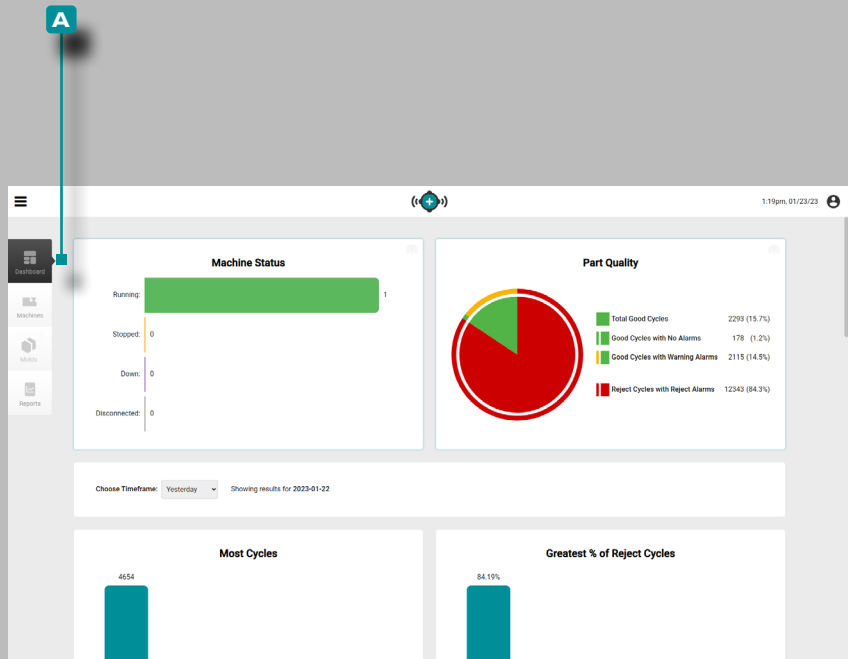 A
1:19pm, 01/23/23
Dashboard
Machines
Molds
Reports
Machine Status
Running: 1
Stopped: 0
Down: 0
Disconnected: 0
Part Quality
Total Good Cycles 2293 (15.7%)
Good Cycles with No Alarms 178 (1.2%)
Good Cycles with Warning Alarms 2115 (14.5%)
Reject Cycles with Reject Alarms 12343 (84.3%)
Choose Timeframe: Yesterday Showing results for 2023-01-22
Most Cycles
4654
Greatest % of Reject Cycles
84.19%